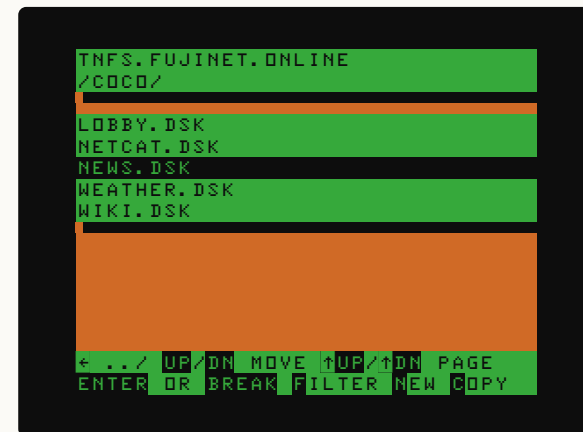 TNFS.FUJINET.ONLINE
/COCO/
LOBBY.DSK
NETCAT.DSK
NEWS.DSK
WEATHER.DSK
WIKI.DSK
← ../ UP/DN MOVE ↑UP/↑DN PAGE
ENTER OR BREAK FILTER NEW COPY